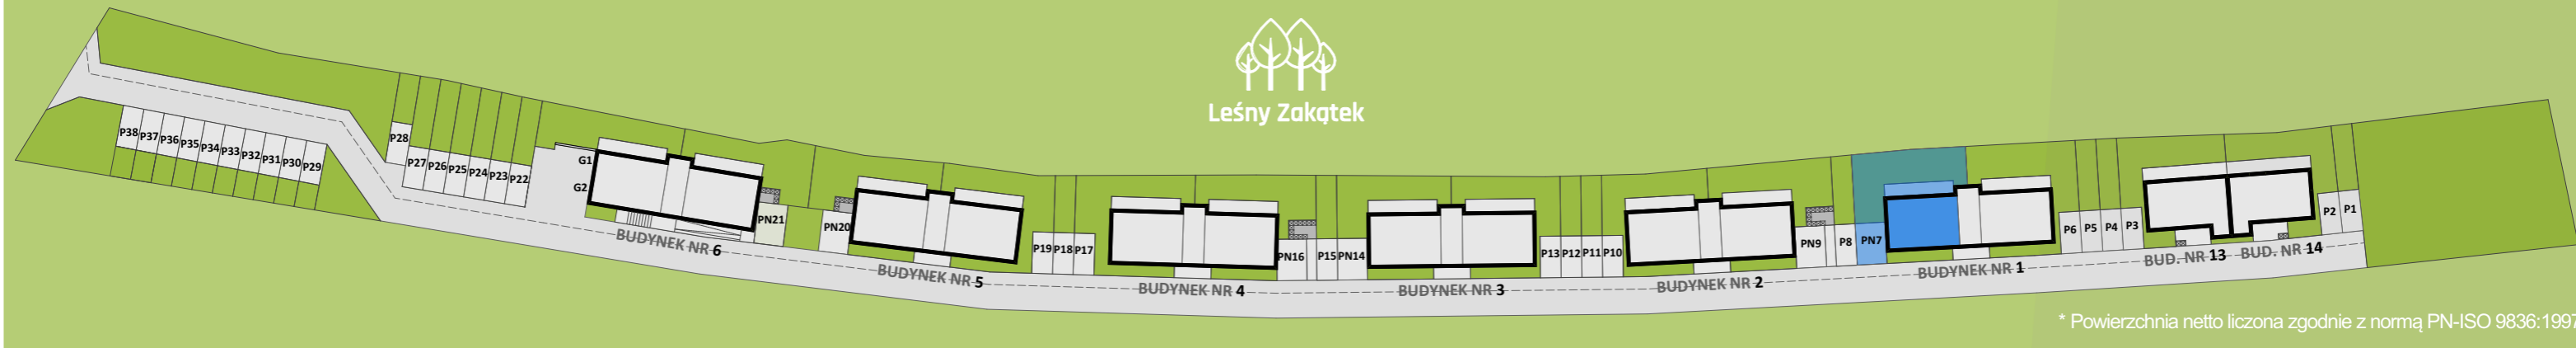 Leśny Zakątek
P38 P37 P36 P35 P34 P33 P32 P31 P30 P29
P28
P27 P26 P25 P24 P23 P22
G1
G2
PN21
BUDYNEK NR 6
PN20
BUDYNEK NR 5
P19 P18 P17
BUDYNEK NR 4
PN16 P15 PN14
BUDYNEK NR 3
P13 P12 P11 P10
BUDYNEK NR 2
PN9 P8 PN7
BUDYNEK NR 1
P6 P5 P4 P3
BUD. NR 13
BUD. NR 14
P2 P1
* Powierzchnia netto liczona zgodnie z normą PN-ISO 9836:1997